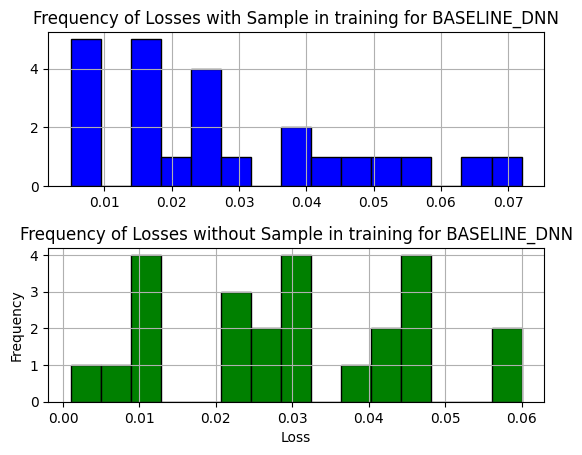 Frequency of Losses with Sample in training for BASELINE_DNN
4
2
0
0.01 0.02 0.03 0.04 0.05 0.06 0.07
Frequency of Losses without Sample in training for BASELINE_DNN
4
3
2
1
0
Frequency
0.00 0.01 0.02 0.03 0.04 0.05 0.06
Loss